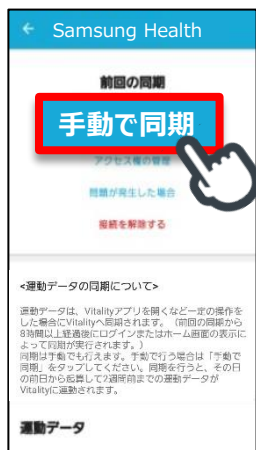 Samsung Health
前回の同期
手動で同期
アクセス権の管理
問題が発生した場合
接続を解除する
<運動データの同期について>
運動データは、Vitalityアプリを開くなど一定の操作を
した場合にVitalityへ同期されます。（前回の同期から
8時間以上経過後にログインまたはホーム画面の表示に
よって同期が実行されます。）
同期は手動でも行えます。手動で行う場合は「手動で
同期」をタップしてください。同期を行うと、その日
の前日から起算して2週間前までの運動データが
Vitalityに連動されます。
運動データ